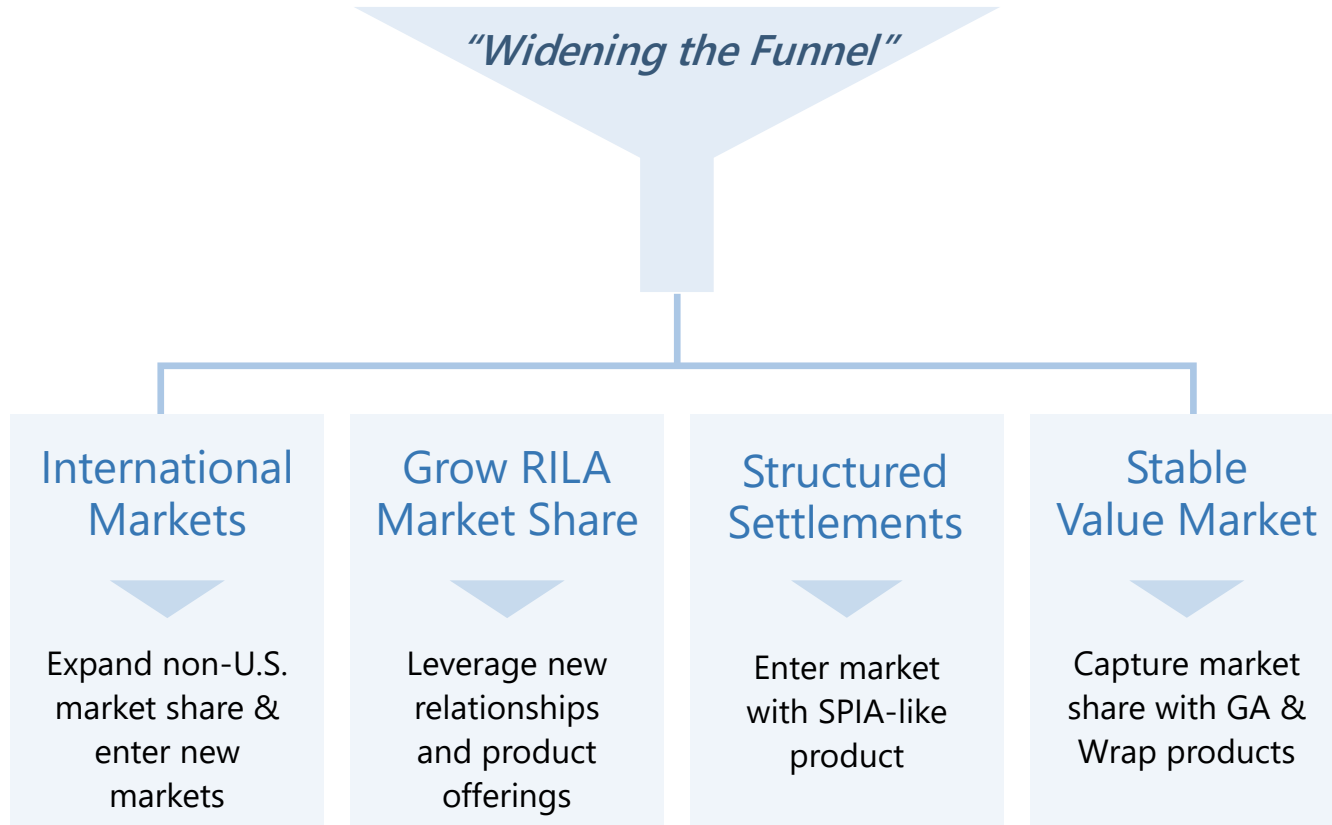 “Widening the Funnel”
International
Markets
Expand non-U.S.
market share &
enter new
markets
Grow RILA
Market Share
Leverage new
relationships
and product
offerings
Structured
Settlements
Enter market
with SPIA-like
product
Stable
Value Market
Capture market
share with GA &
Wrap products